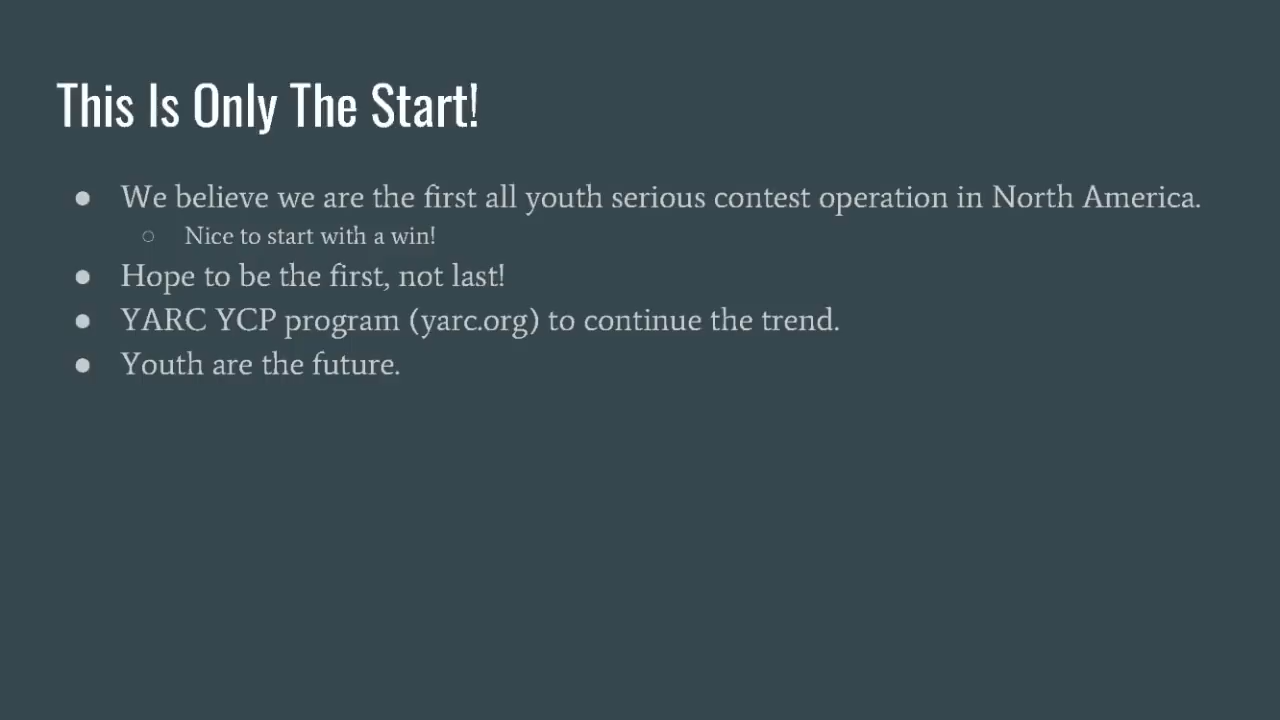 This Is Only The Start!
● We believe we are the first all youth serious contest operation in North America.
○ Nice to start with a win!
● Hope to be the first, not last!
● YARC YCP program (yarc.org) to continue the trend.
● Youth are the future.